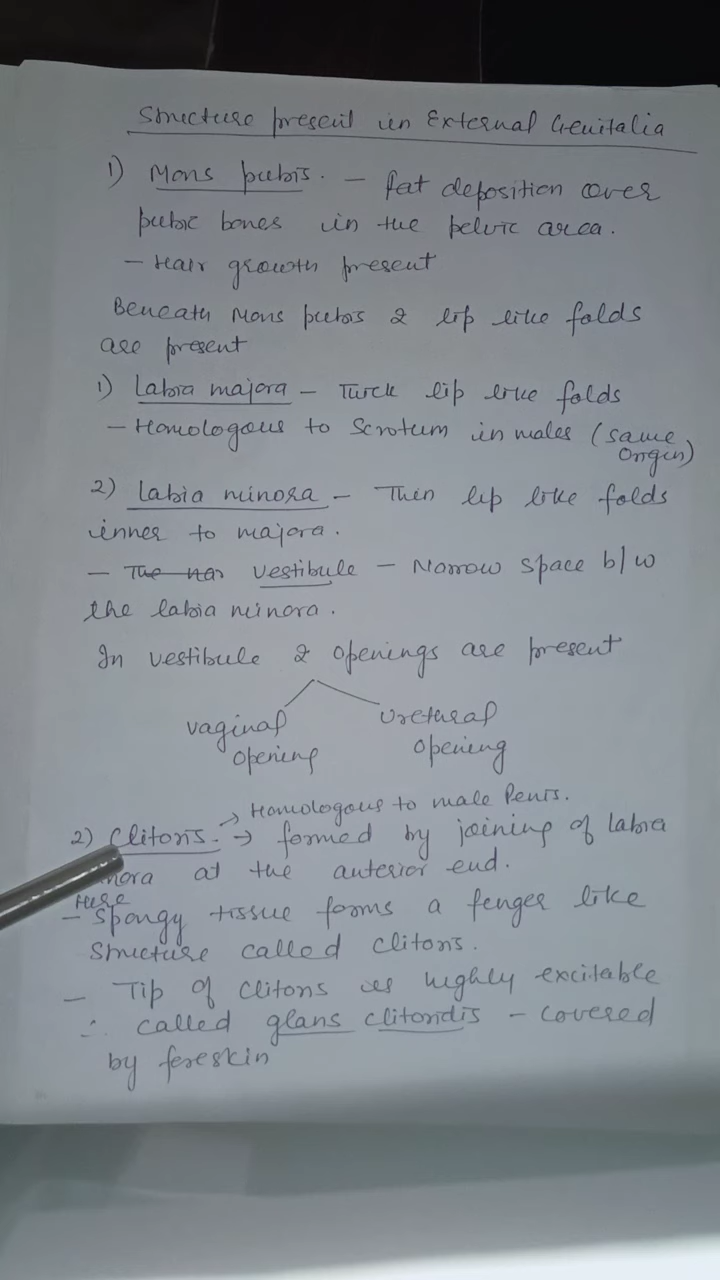 Structure present in External Genitalia
1) Mons pubis. - fat deposition over
pubic bones in the pelvic area.
- Hair growth present
Beneath Mons pubis 2 lip like folds
are present
1) Labia majora - Thick lip like folds
- Homologous to Scrotum in males (same
Origin)
2) Labia minora - Thin lip like folds
inner to majora.
- The nar vestibule - Narrow space b/w
the labia minora.
In vestibule 2 openings are present
vaginal opening
urethral opening
→ Homologous to male Penis.
2) Clitoris. → formed by joining of labia
nora at the anterior end.
- Spongy tissue forms a finger like
structure called clitoris.
- Tip of clitoris is highly excitable
∴ called glans clitoridis - covered
by foreskin